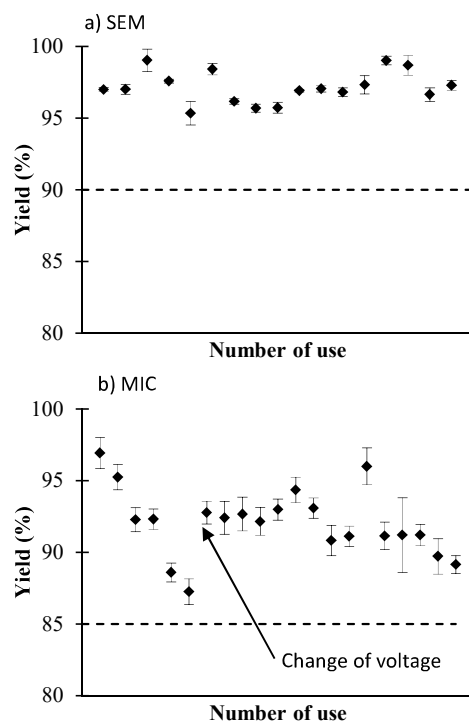 a) SEM
100
95
90
85
80
Yield (%)
Number of use
b) MIC
100
95
90
85
80
Yield (%)
Change of voltage
Number of use